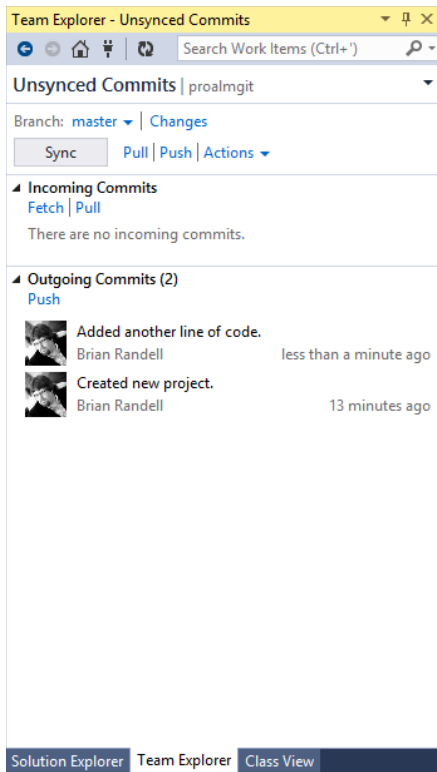 Team Explorer - Unsynced Commits
Search Work Items (Ctrl+')
Unsynced Commits | proalmgit
Branch: master | Changes
Sync Pull | Push | Actions
Incoming Commits
Fetch | Pull
There are no incoming commits.
Outgoing Commits (2)
Push
Added another line of code.
Brian Randell less than a minute ago
Created new project.
Brian Randell 13 minutes ago
Solution Explorer Team Explorer Class View